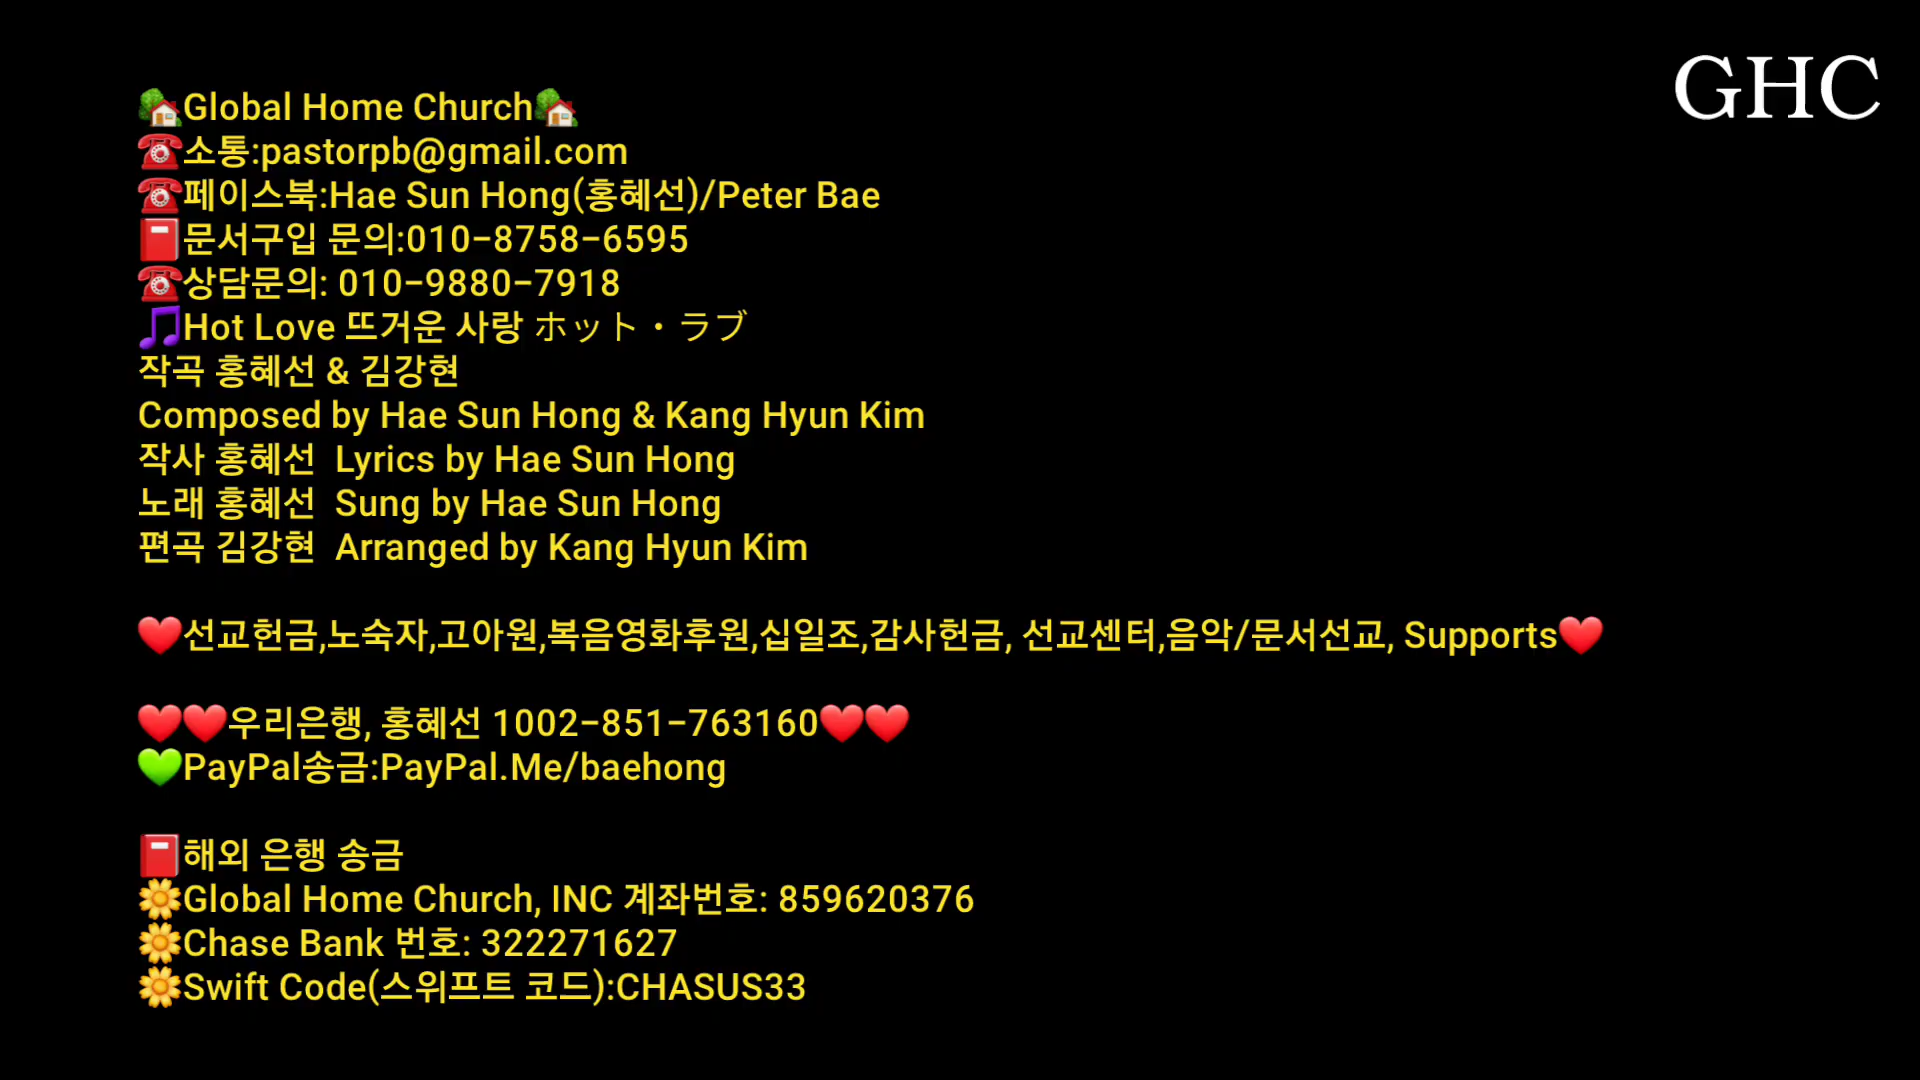 GHC
🏡Global Home Church🏡
☎️소통:pastorpb@gmail.com
☎️페이스북:Hae Sun Hong(홍혜선)/Peter Bae
📕문서구입 문의:010-8758-6595
☎️상담문의: 010-9880-7918
🎵Hot Love 뜨거운 사랑 ホット・ラブ
작곡 홍혜선 & 김강현
Composed by Hae Sun Hong & Kang Hyun Kim
작사 홍혜선  Lyrics by Hae Sun Hong
노래 홍혜선  Sung by Hae Sun Hong
편곡 김강현  Arranged by Kang Hyun Kim
❤️선교헌금,노숙자,고아원,복음영화후원,십일조,감사헌금, 선교센터,음악/문서선교, Supports❤️
❤️❤️우리은행, 홍혜선 1002-851-763160❤️❤️
💚PayPal송금:PayPal.Me/baehong
📕해외 은행 송금
🌼Global Home Church, INC 계좌번호: 859620376
🌼Chase Bank 번호: 322271627
🌼Swift Code(스위프트 코드):CHASUS33